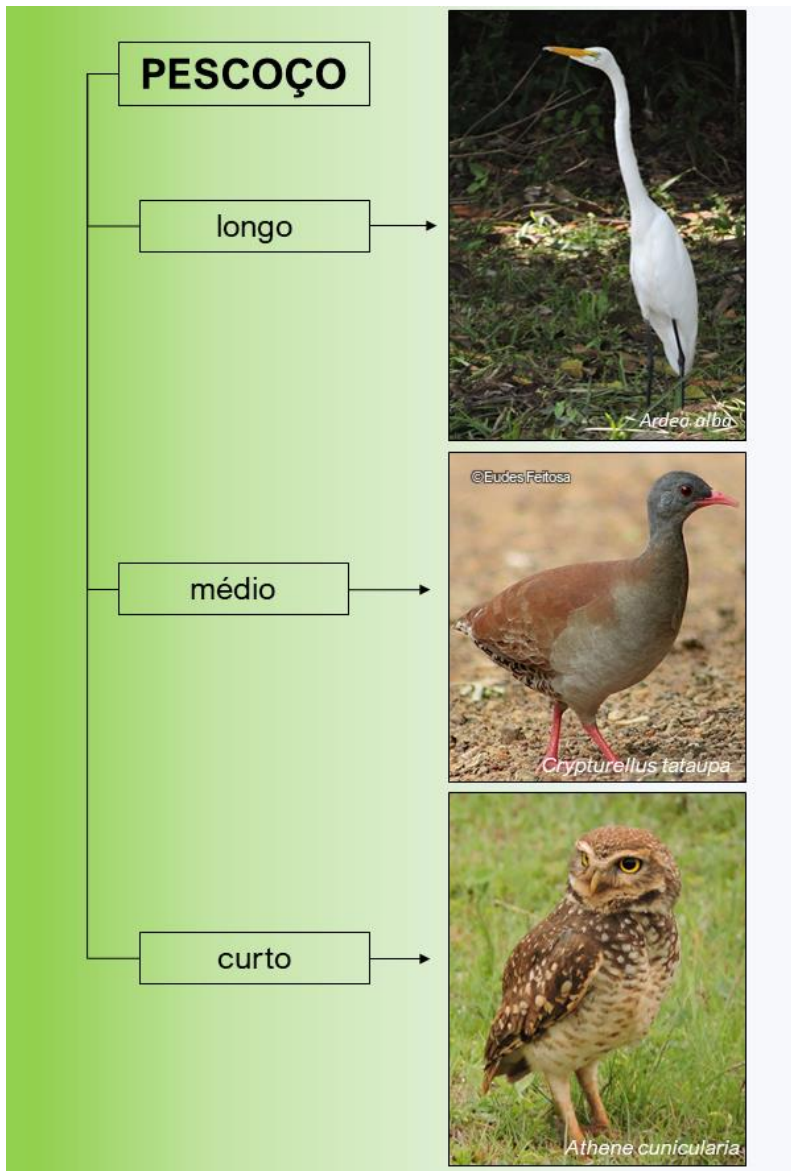 PESCOÇO
longo
Ardea alba
©Eudes Feitosa
médio
Crypturellus tataupa
curto
Athene cunicularia